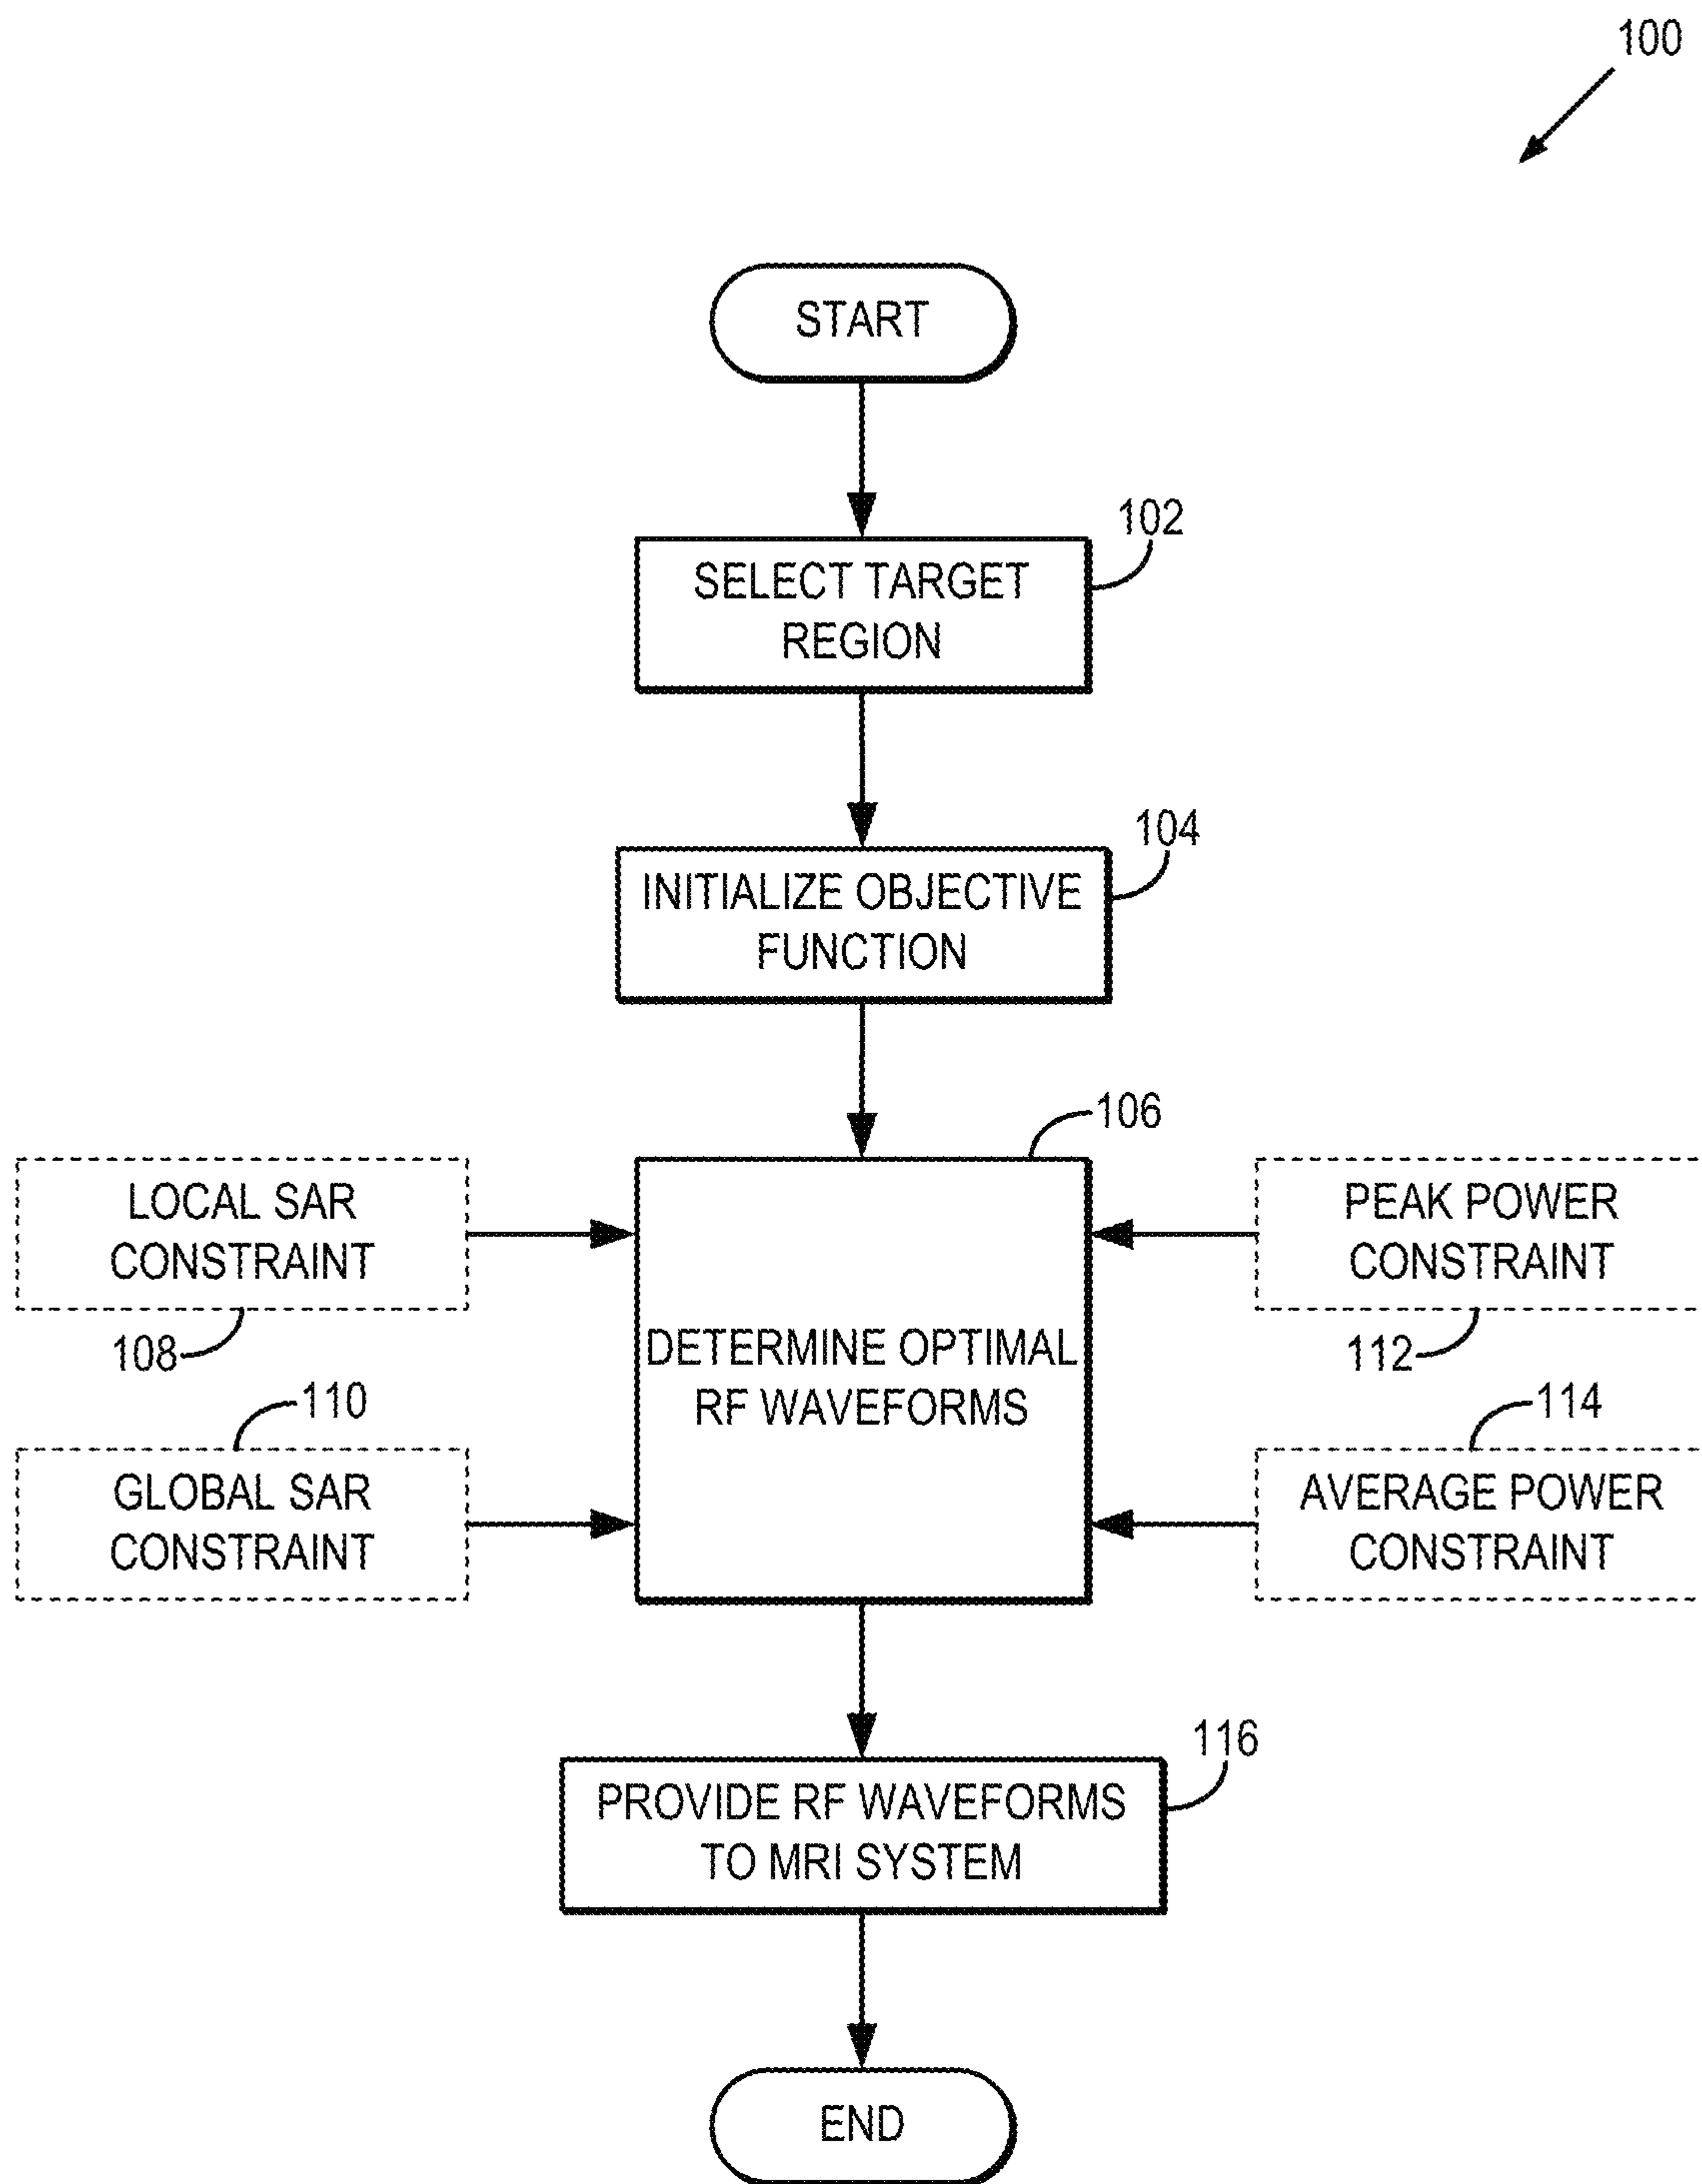 100
START
102
SELECT TARGET
REGION
104
INITIALIZE OBJECTIVE
FUNCTION
106
LOCAL SAR
CONSTRAINT
108
PEAK POWER
CONSTRAINT
112
DETERMINE OPTIMAL
RF WAVEFORMS
110
GLOBAL SAR
CONSTRAINT
114
AVERAGE POWER
CONSTRAINT
116
PROVIDE RF WAVEFORMS
TO MRI SYSTEM
END